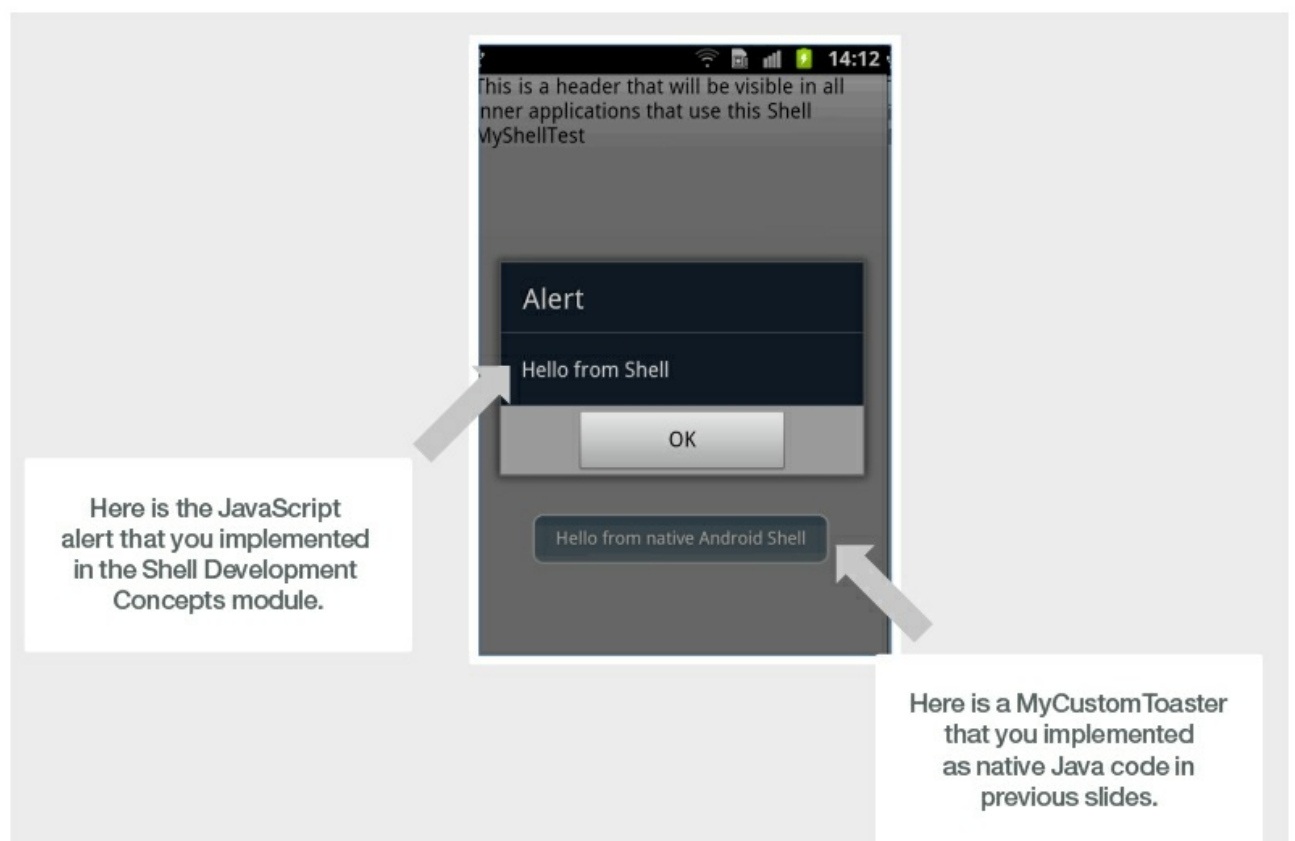 14:12
This is a header that will be visible in all
inner applications that use this Shell
MyShellTest
Alert
Hello from Shell
OK
Hello from native Android Shell
Here is the JavaScript
alert that you implemented
in the Shell Development
Concepts module.
Here is a MyCustomToaster
that you implemented
as native Java code in
previous slides.